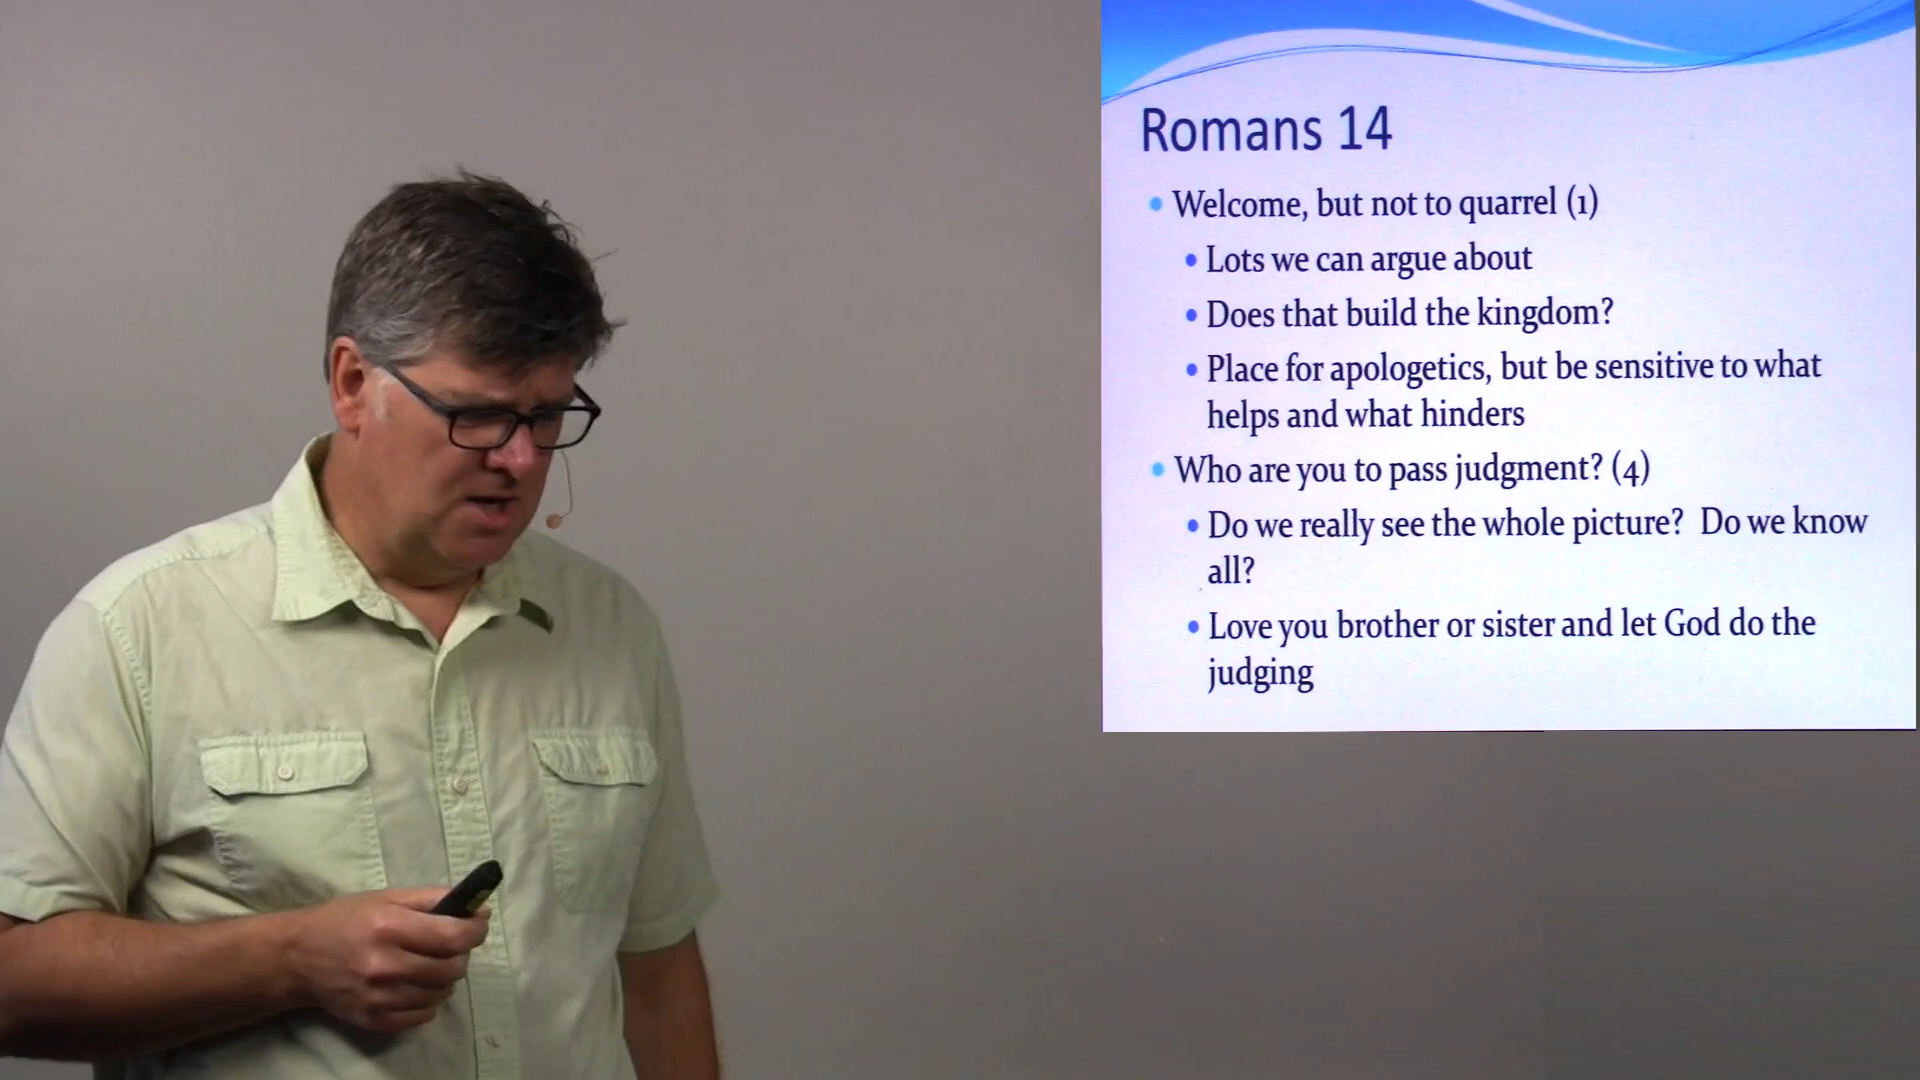 Romans 14
• Welcome, but not to quarrel (1)
• Lots we can argue about
• Does that build the kingdom?
• Place for apologetics, but be sensitive to what
helps and what hinders
• Who are you to pass judgment? (4)
• Do we really see the whole picture? Do we know
all?
• Love you brother or sister and let God do the
judging